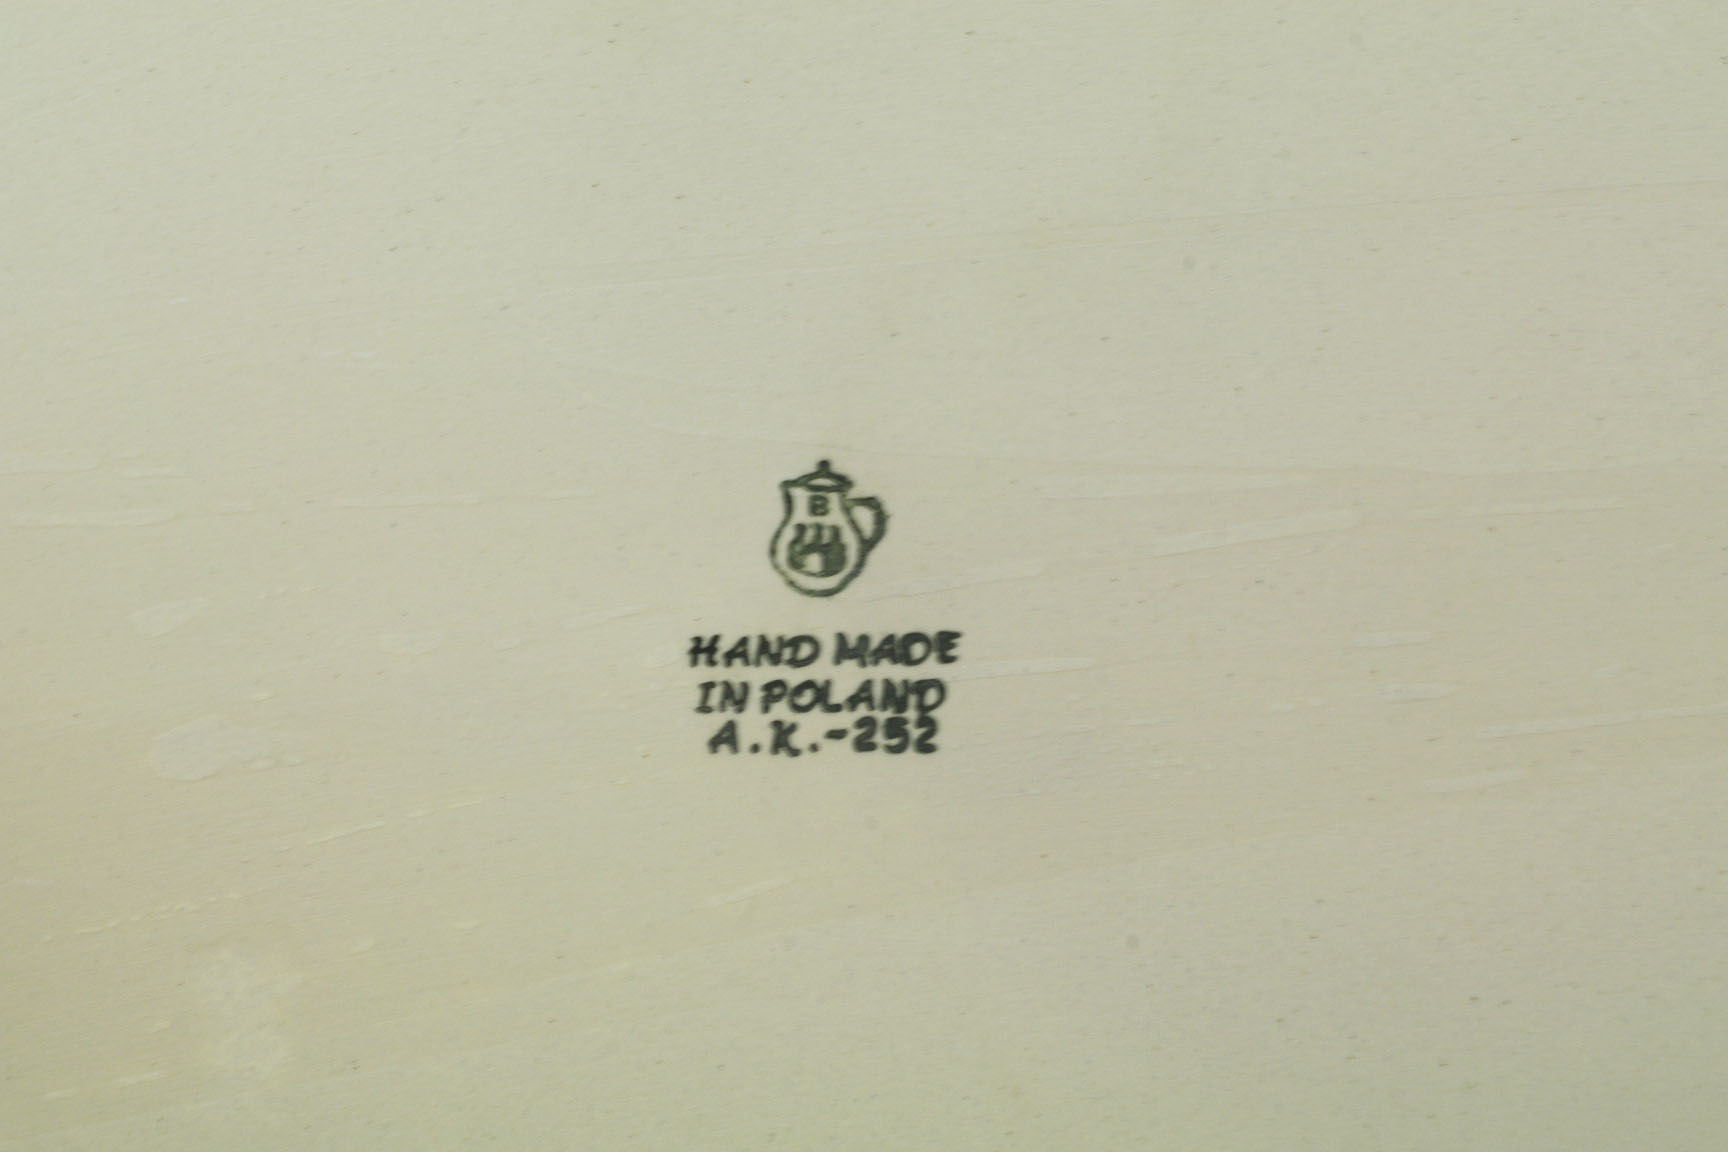 B
HAND MADE
IN POLAND
A.K.-252